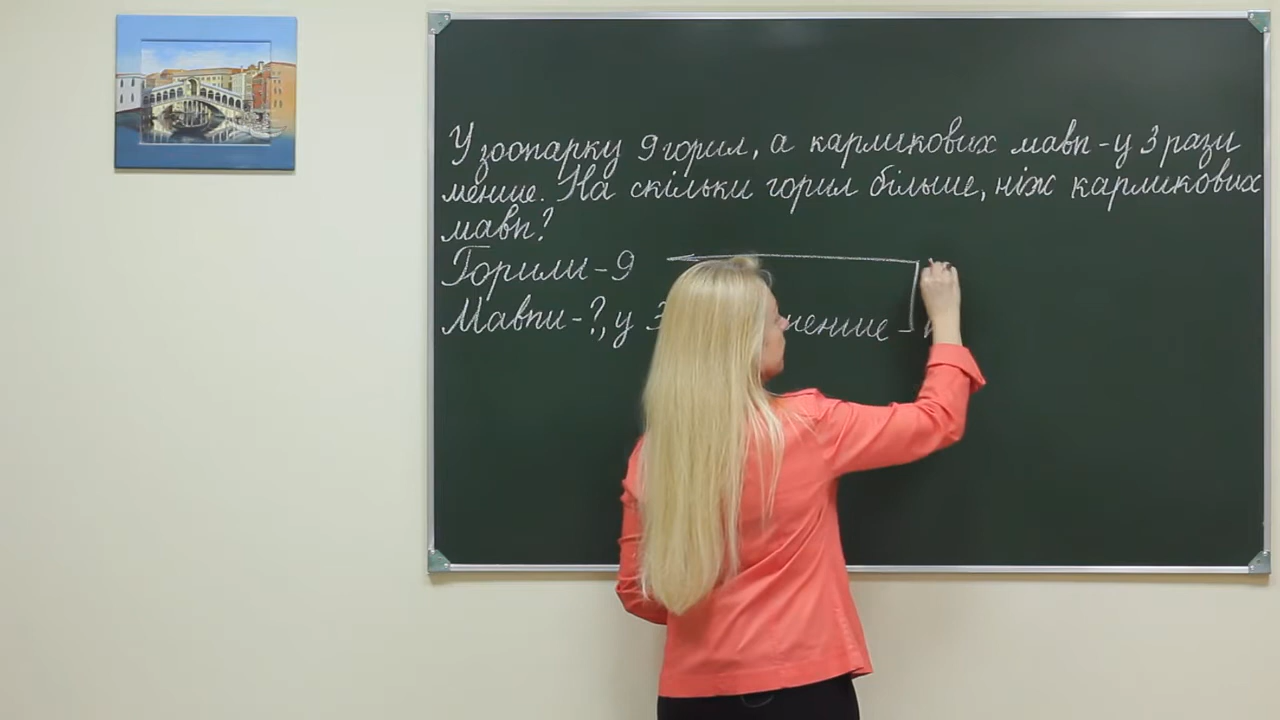 У зоопарку 9 горил, а карликових мавп - у 3 рази
менше. На скільки горил більше, ніж карликових
мавп?
Горили - 9
Мавпи - ?, у 3 менше